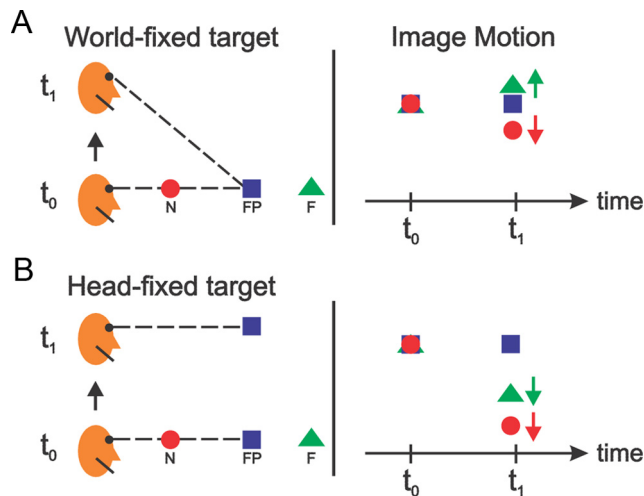 A
World-fixed target
Image Motion
t1
t0
N
FP
F
time
t0
t1
B
Head-fixed target
t1
t0
N
FP
F
time
t0
t1